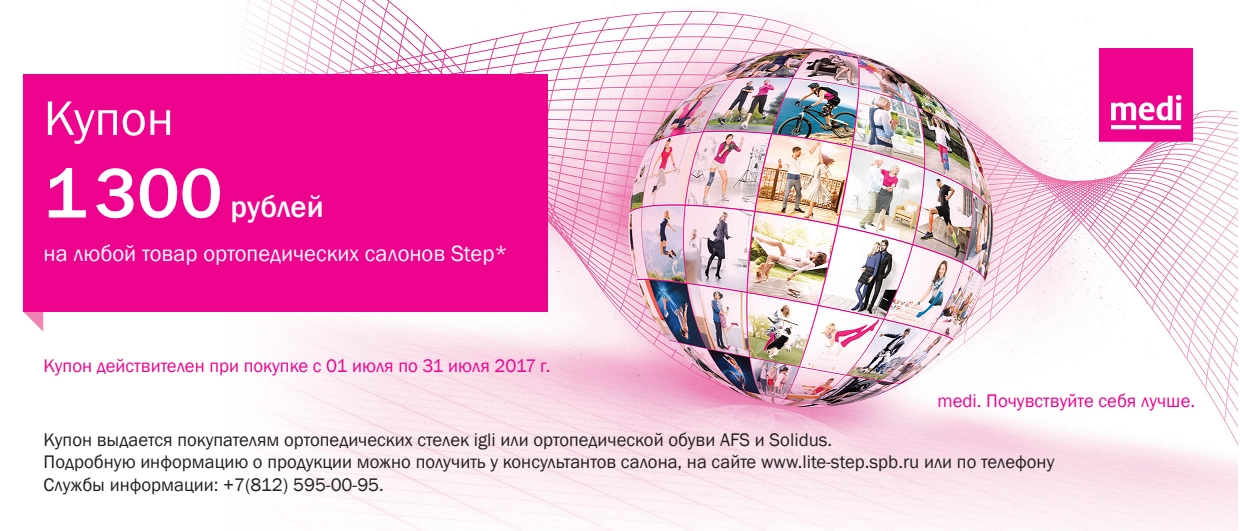 Купон
1300 рублей
на любой товар ортопедических салонов Step*
medi
Купон действителен при покупке с 01 июля по 31 июля 2017 г.
medi. Почувствуйте себя лучше.
Купон выдается покупателям ортопедических стелек igli или ортопедической обуви AFS и Solidus.
Подробную информацию о продукции можно получить у консультантов салона, на сайте www.lite-step.spb.ru или по телефону
Службы информации: +7(812) 595-00-95.